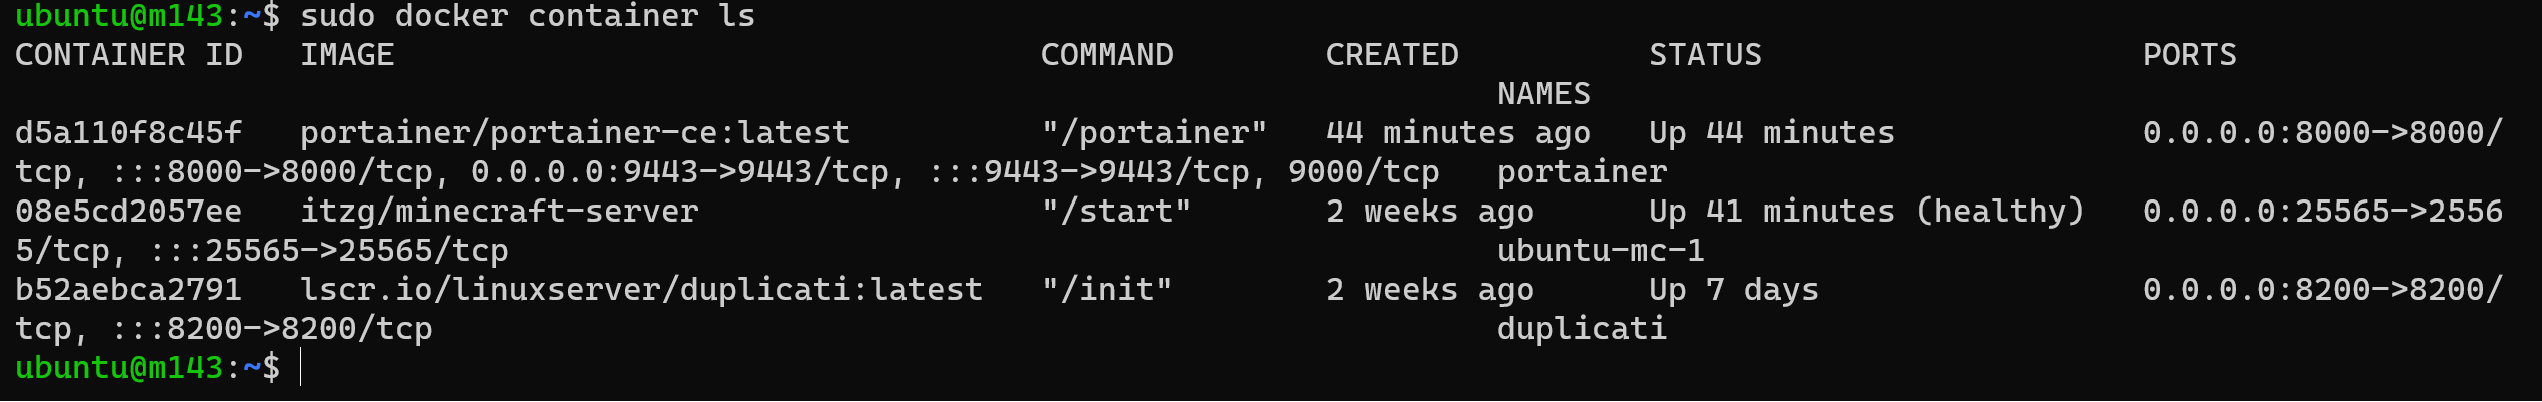 ubuntu@m143:~$ sudo docker container ls
CONTAINER ID   IMAGE                                  COMMAND        CREATED          STATUS                    PORTS
                                                                              NAMES
d5a110f8c45f   portainer/portainer-ce:latest          "/portainer"   44 minutes ago   Up 44 minutes             0.0.0.0:8000->8000/
tcp, :::8000->8000/tcp, 0.0.0.0:9443->9443/tcp, :::9443->9443/tcp, 9000/tcp   portainer
08e5cd2057ee   itzg/minecraft-server                  "/start"       2 weeks ago      Up 41 minutes (healthy)   0.0.0.0:25565->2556
5/tcp, :::25565->25565/tcp                                                    ubuntu-mc-1
b52aebca2791   lscr.io/linuxserver/duplicati:latest   "/init"        2 weeks ago      Up 7 days                 0.0.0.0:8200->8200/
tcp, :::8200->8200/tcp                                                        duplicati
ubuntu@m143:~$